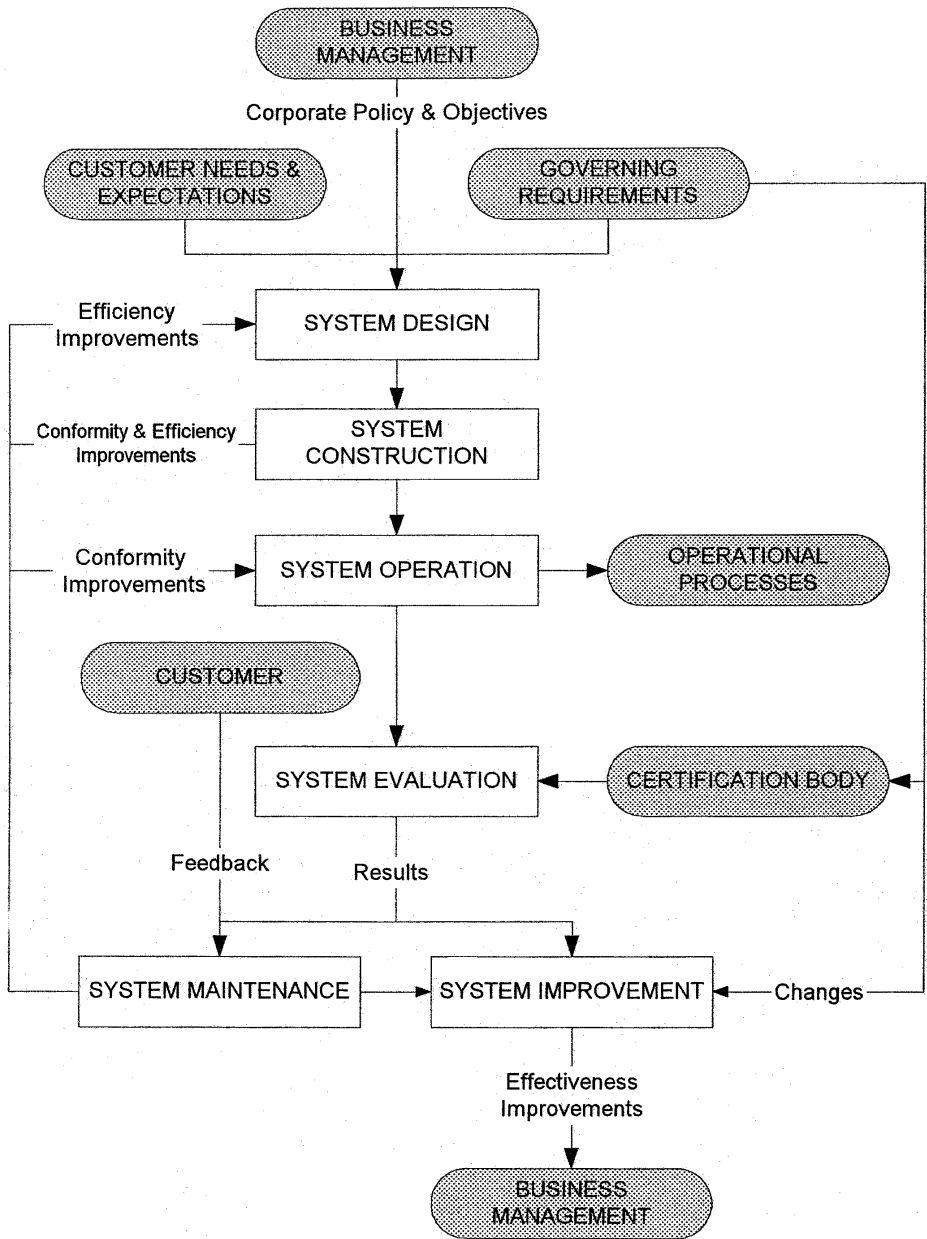 BUSINESS
MANAGEMENT
Corporate Policy & Objectives
CUSTOMER NEEDS &
EXPECTATIONS
GOVERNING
REQUIREMENTS
Efficiency
Improvements
SYSTEM DESIGN
Conformity & Efficiency
Improvements
SYSTEM
CONSTRUCTION
Conformity
Improvements
SYSTEM OPERATION
OPERATIONAL
PROCESSES
CUSTOMER
SYSTEM EVALUATION
CERTIFICATION BODY
Feedback
Results
SYSTEM MAINTENANCE
SYSTEM IMPROVEMENT
Changes
Effectiveness
Improvements
BUSINESS
MANAGEMENT